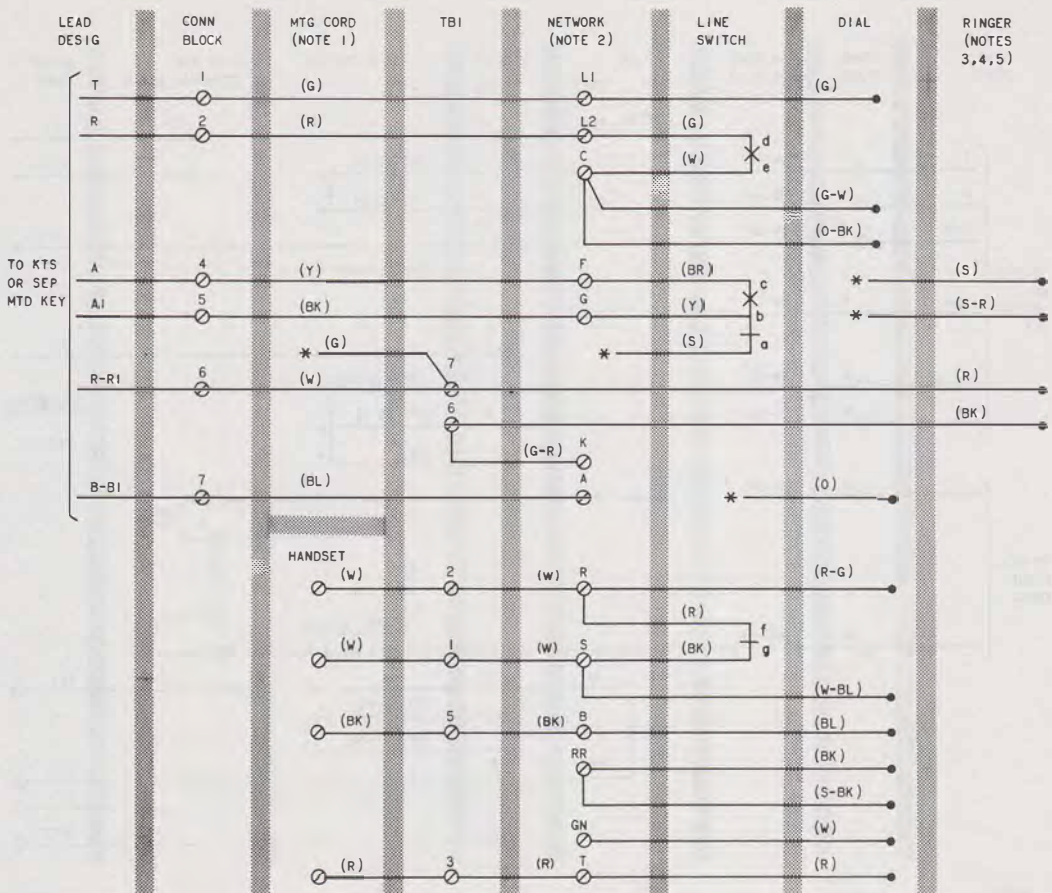 LEAD DESIG
CONN BLOCK
MTG CORD (NOTE 1)
TB1
NETWORK (NOTE 2)
LINE SWITCH
DIAL
RINGER (NOTES 3,4,5)
T 1 (G) L1 (G)
R 2 (R) L2 (G) d
C (W) e
(G-W)
(O-BK)
TO KTS OR SEP MTD KEY
A 4 (Y) F (BR) c * (S)
A1 5 (BK) G (Y) b * (S-R)
* (G) * (S) a
R-R1 6 (W) 7 (R)
6 (BK)
(G-R) K
B-B1 7 (BL) A * (O)
HANDSET
(W) 2 (W) R (R-G)
(R) f
(W) 1 (W) S (BK) g
(W-BL)
(BK) 5 (BK) B (BL)
RR (BK)
(S-BK)
GN (W)
(R) 3 (R) T (R)